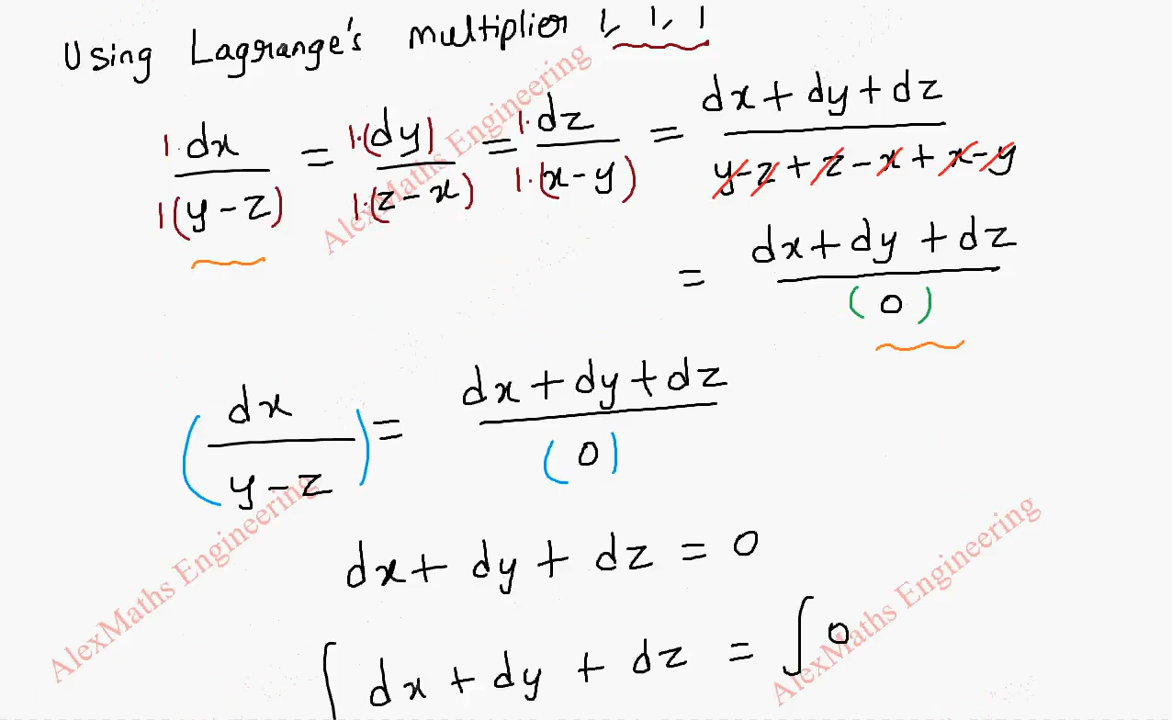 Using Lagrange's multiplier 1, 1, 1
1·dx / 1(y-z) = 1·(dy) / 1·(z-x) = 1·dz / 1·(x-y) = dx+dy+dz / y-z+z-x+x-y
= dx+dy+dz / (0)
(dx / y-z) = dx+dy+dz / (0)
dx+dy+dz = 0
∫ dx+dy+dz = ∫0
AlexMaths Engineering
AlexMaths Engineering
AlexMaths Engineering